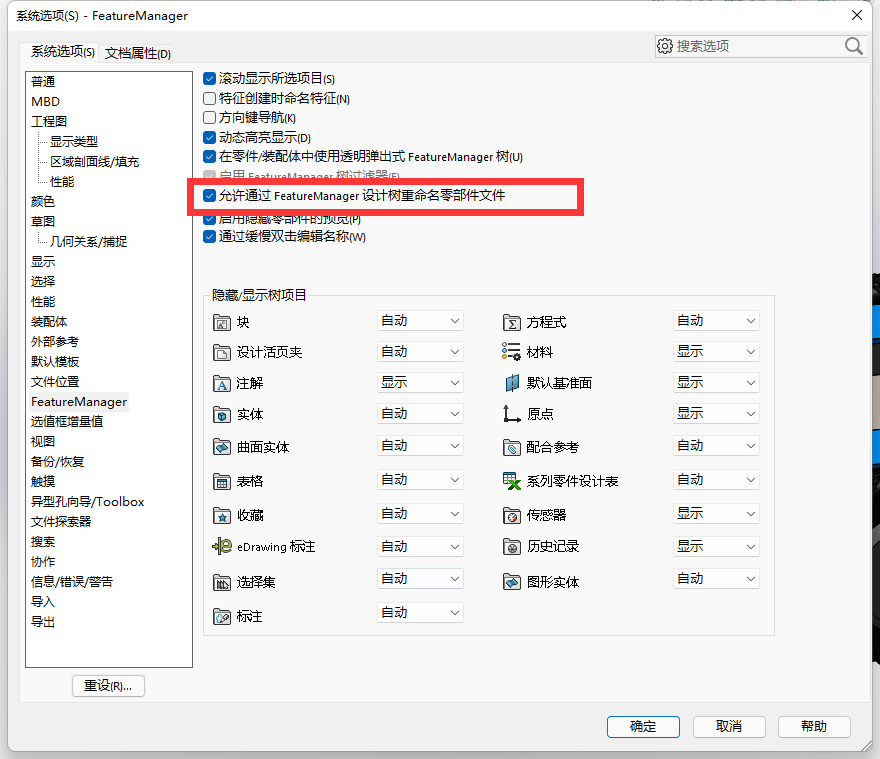 系统选项(S) - FeatureManager
系统选项(S) 文档属性(D)
搜索选项
普通
MBD
工程图
显示类型
区域剖面线/填充
性能
颜色
草图
几何关系/捕捉
显示
选择
性能
装配体
外部参考
默认模板
文件位置
FeatureManager
选值框增量值
视图
备份/恢复
触摸
异型孔向导/Toolbox
文件探索器
搜索
协作
信息/错误/警告
导入
导出
重设(R)...
滚动显示所选项目(S)
特征创建时命名特征(N)
方向键导航(K)
动态高亮显示(D)
在零件/装配体中使用透明弹出式 FeatureManager 树(U)
启用 FeatureManager 树过滤器(F)
允许通过 FeatureManager 设计树重命名零部件文件
启用隐藏零部件的预览(P)
通过缓慢双击编辑名称(W)
隐藏/显示树项目
块 自动 方程式 自动
设计活页夹 自动 材料 显示
注解 显示 默认基准面 显示
实体 自动 原点 显示
曲面实体 自动 配合参考 自动
表格 自动 系列零件设计表 自动
收藏 自动 传感器 显示
eDrawing 标注 自动 历史记录 显示
选择集 自动 图形实体 自动
标注 自动
确定 取消 帮助